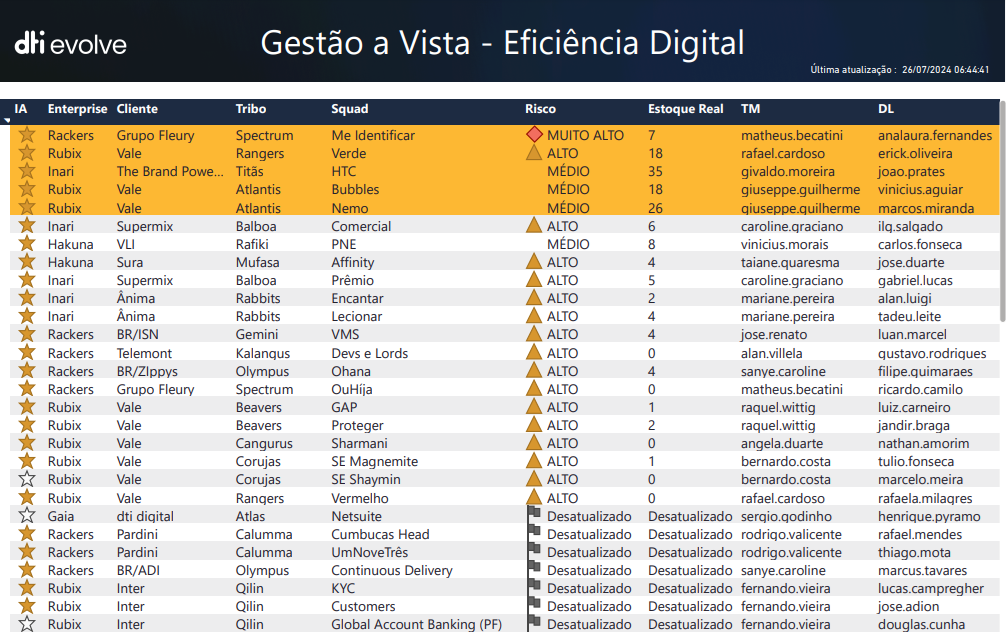 dti evolve
Gestão a Vista - Eficiência Digital
Última atualização : 26/07/2024 06:44:41
IA Enterprise Cliente Tribo Squad Risco Estoque Real TM DL
Rackers Grupo Fleury Spectrum Me Identificar MUITO ALTO 7 matheus.becatini analaura.fernandes
Rubix Vale Rangers Verde ALTO 18 rafael.cardoso erick.oliveira
Inari The Brand Powe... Titãs HTC MÉDIO 35 givaldo.moreira joao.prates
Rubix Vale Atlantis Bubbles MÉDIO 18 giuseppe.guilherme vinicius.aguiar
Rubix Vale Atlantis Nemo MÉDIO 26 giuseppe.guilherme marcos.miranda
Inari Supermix Balboa Comercial ALTO 6 caroline.graciano ilg.salgado
Hakuna VLI Rafiki PNE MÉDIO 8 vinicius.morais carlos.fonseca
Hakuna Sura Mufasa Affinity ALTO 4 taiane.quaresma jose.duarte
Inari Supermix Balboa Prêmio ALTO 5 caroline.graciano gabriel.lucas
Inari Ânima Rabbits Encantar ALTO 2 mariane.pereira alan.luigi
Inari Ânima Rabbits Lecionar ALTO 4 mariane.pereira tadeu.leite
Rackers BR/ISN Gemini VMS ALTO 4 jose.renato luan.marcel
Rackers Telemont Kalangus Devs e Lords ALTO 0 alan.villela gustavo.rodrigues
Rackers BR/ZIppys Olympus Ohana ALTO 4 sanye.caroline filipe.guimaraes
Rackers Grupo Fleury Spectrum OuHíja ALTO 0 matheus.becatini ricardo.camilo
Rubix Vale Beavers GAP ALTO 1 raquel.wittig luiz.carneiro
Rubix Vale Beavers Proteger ALTO 2 raquel.wittig jandir.braga
Rubix Vale Cangurus Sharmani ALTO 0 angela.duarte nathan.amorim
Rubix Vale Corujas SE Magnemite ALTO 1 bernardo.costa tulio.fonseca
Rubix Vale Corujas SE Shaymin ALTO 0 bernardo.costa marcelo.meira
Rubix Vale Rangers Vermelho ALTO 0 rafael.cardoso rafaela.milagres
Gaia dti digital Atlas Netsuite Desatualizado Desatualizado sergio.godinho henrique.pyramo
Rackers Pardini Calumma Cumbucas Head Desatualizado Desatualizado rodrigo.valicente rafael.mendes
Rackers Pardini Calumma UmNoveTrês Desatualizado Desatualizado rodrigo.valicente thiago.mota
Rackers BR/ADI Olympus Continuous Delivery Desatualizado Desatualizado sanye.caroline marcus.tavares
Rubix Inter Qilin KYC Desatualizado Desatualizado fernando.vieira lucas.campregher
Rubix Inter Qilin Customers Desatualizado Desatualizado fernando.vieira jose.adion
Rubix Inter Qilin Global Account Banking (PF) Desatualizado Desatualizado fernando.vieira douglas.cunha